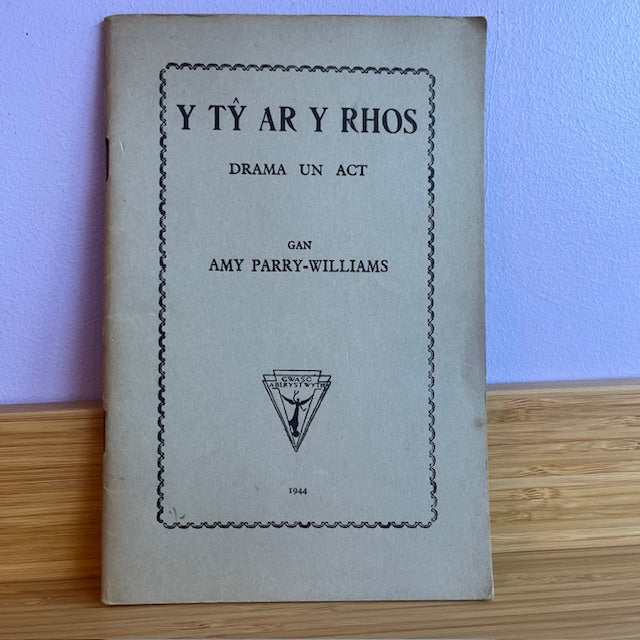 Y TŶ AR Y RHOS
DRAMA UN ACT
GAN
AMY PARRY-WILLIAMS
GWASG
ABERYSTWYTH
1944